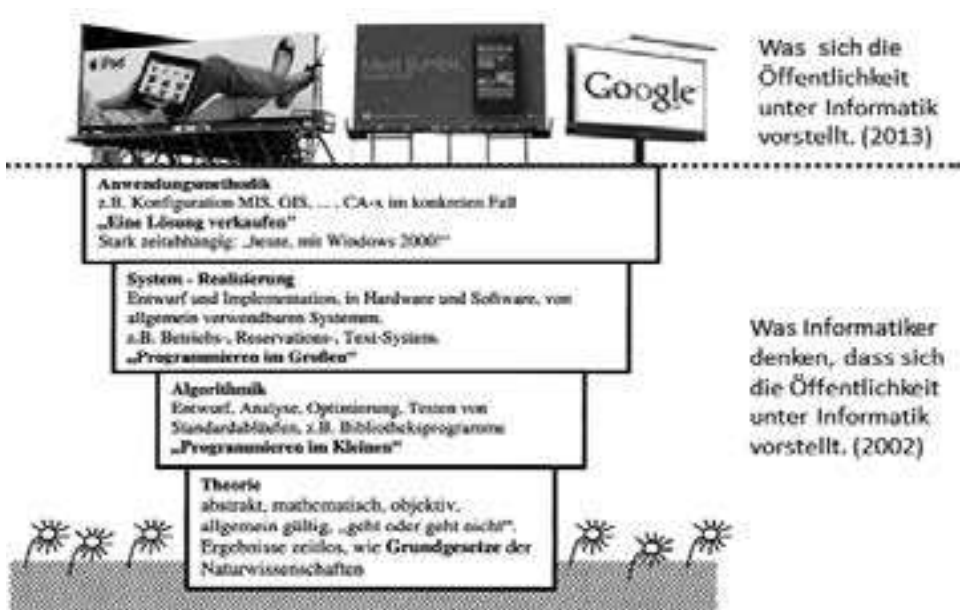 iPad
Google
Was sich die
Öffentlichkeit
unter Informatik
vorstellt. (2013)
Anwendungsmethodik
z.B. Konfiguration MIS, GIS, ... , CA-x im konkreten Fall
„Eine Lösung verkaufen"
Stark zeitabhängig: „heute, mit Windows 2000!"
System - Realisierung
Entwurf und Implementation, in Hardware und Software, von
allgemein verwendbaren Systemen.
z.B. Betriebs-, Reservations-, Text-System.
„Programmieren im Großen"
Algorithmik
Entwurf, Analyse, Optimierung, Testen von
Standardabläufen, z.B. Bibliotheksprogramme
„Programmieren im Kleinen"
Theorie
abstrakt, mathematisch, objektiv,
allgemein gültig, „geht oder geht nicht".
Ergebnisse zeitlos, wie Grundgesetze der
Naturwissenschaften
Was Informatiker
denken, dass sich
die Öffentlichkeit
unter Informatik
vorstellt. (2002)